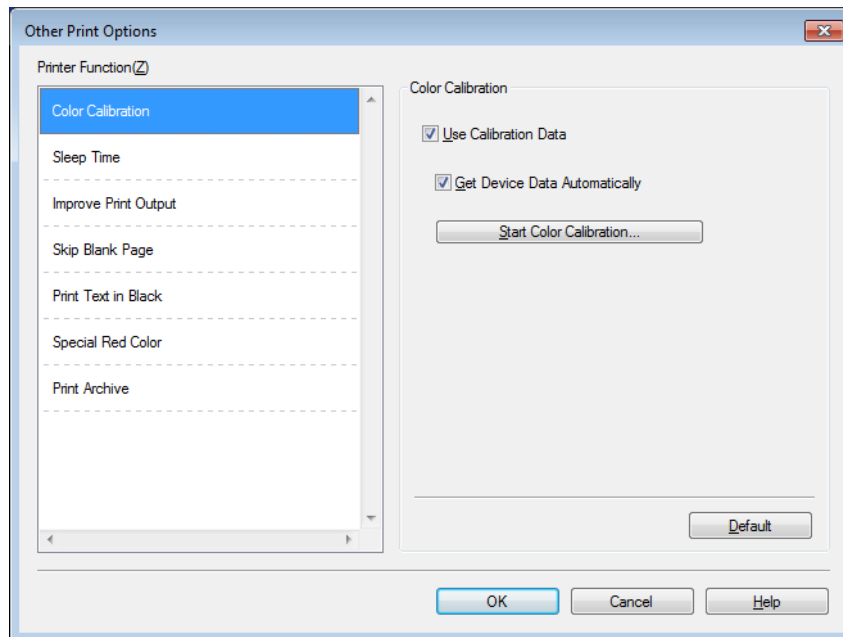 Other Print Options
Printer Function(Z)
Color Calibration
Sleep Time
Improve Print Output
Skip Blank Page
Print Text in Black
Special Red Color
Print Archive
Color Calibration
Use Calibration Data
Get Device Data Automatically
Start Color Calibration...
Default
OK
Cancel
Help